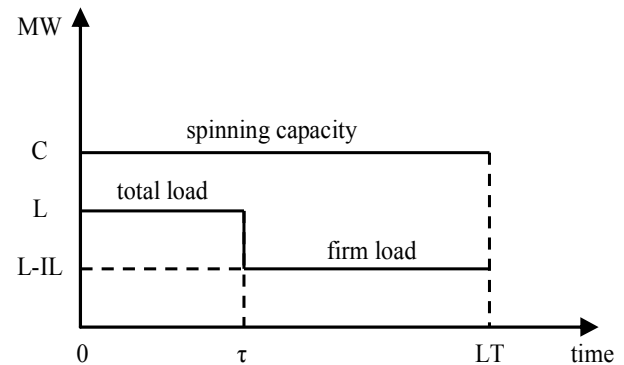 MW
spinning capacity
C
total load
L
firm load
L-IL
0
τ
LT
time